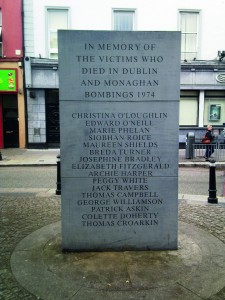 IN MEMORY OF
THE VICTIMS WHO
DIED IN DUBLIN
AND MONAGHAN
BOMBINGS 1974
CHRISTINA O'LOUGHLIN
EDWARD O'NEILL
MARIE PHELAN
SIOBHAN ROICE
MAUREEN SHIELDS
BREDA TURNER
JOSEPHINE BRADLEY
ELIZABETH FITZGERALD
ARCHIE HARPER
PEGGY WHITE
JACK TRAVERS
THOMAS CAMPBELL
GEORGE WILLIAMSON
PATRICK ASKIN
COLETTE DOHERTY
THOMAS CROARKIN